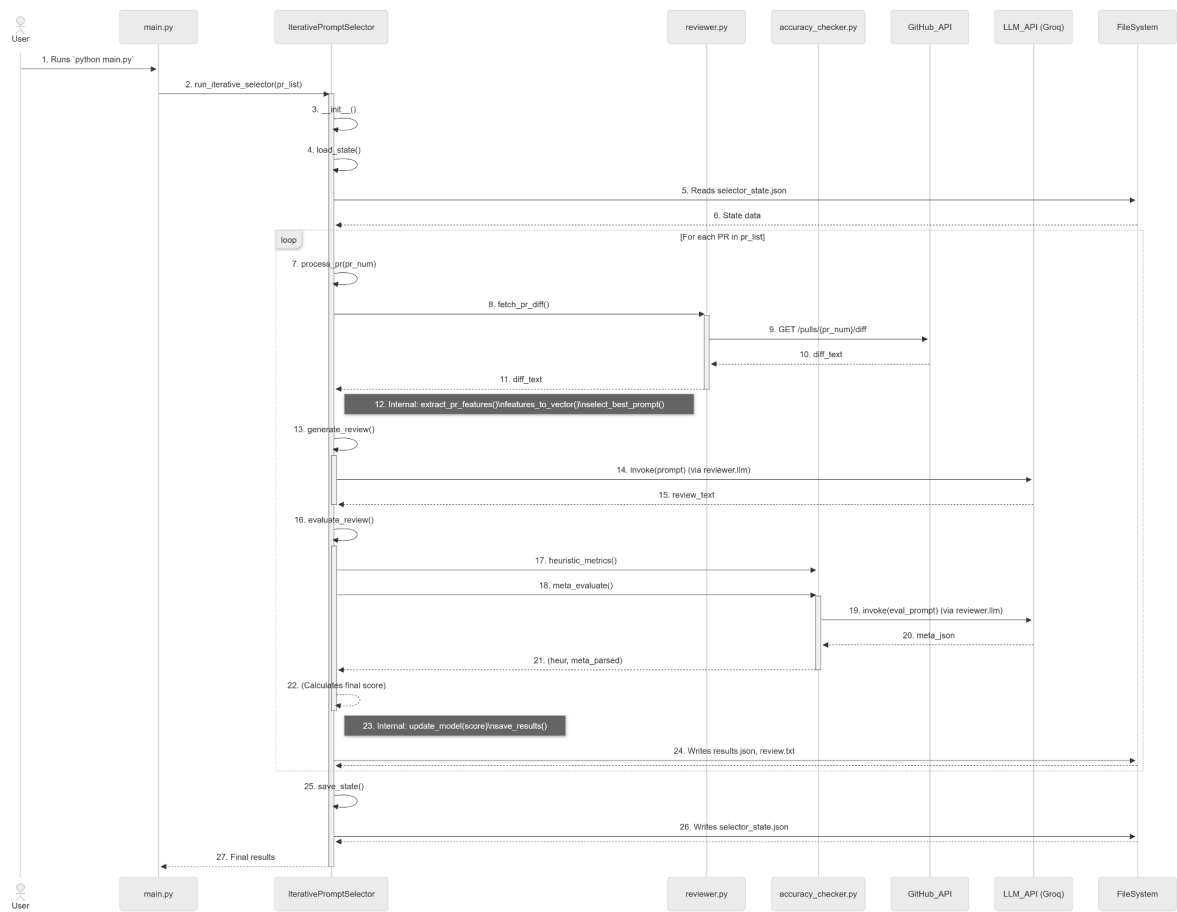 User
main.py
IterativePromptSelector
reviewer.py
accuracy_checker.py
GitHub_API
LLM_API (Groq)
FileSystem
1. Runs `python main.py`
2. run_iterative_selector(pr_list)
3. __init__()
4. load_state()
5. Reads selector_state.json
6. State data
loop
[For each PR in pr_list]
7. process_pr(pr_num)
8. fetch_pr_diff()
9. GET /pulls/{pr_num}/diff
10. diff_text
11. diff_text
12. Internal: extract_pr_features()\nfeatures_to_vector()\nselect_best_prompt()
13. generate_review()
14. invoke(prompt) (via reviewer.llm)
15. review_text
16. evaluate_review()
17. heuristic_metrics()
18. meta_evaluate()
19. invoke(eval_prompt) (via reviewer.llm)
20. meta_json
21. (heur, meta_parsed)
22. (Calculates final score)
23. Internal: update_model(score)\nsave_results()
24. Writes results.json, review.txt
25. save_state()
26. Writes selector_state.json
27. Final results
User
main.py
IterativePromptSelector
reviewer.py
accuracy_checker.py
GitHub_API
LLM_API (Groq)
FileSystem